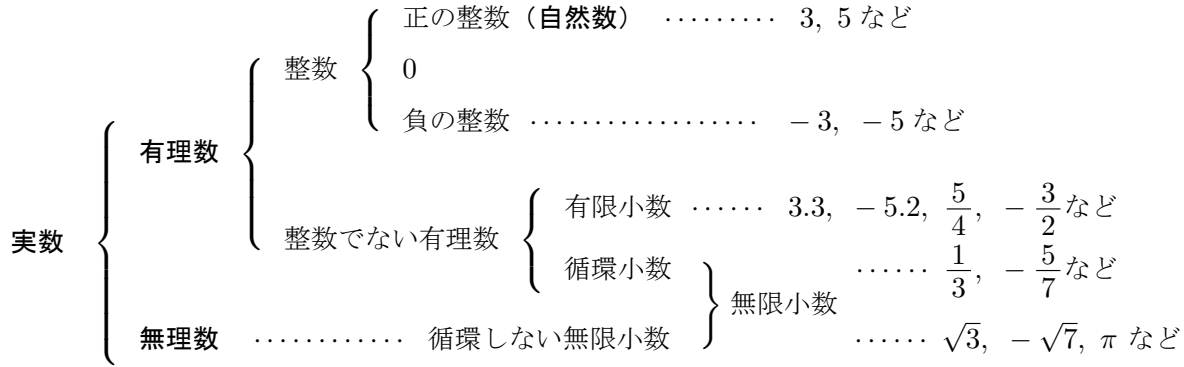 正の整数（自然数） ········· 3, 5 など
整数
0
負の整数 ·················· −3, −5 など
有理数
有限小数 ······ 3.3, −5.2, 5/4, −3/2 など
整数でない有理数
実数
循環小数 ······ 1/3, −5/7 など
無限小数
無理数 ············ 循環しない無限小数 ······ √3, −√7, π など